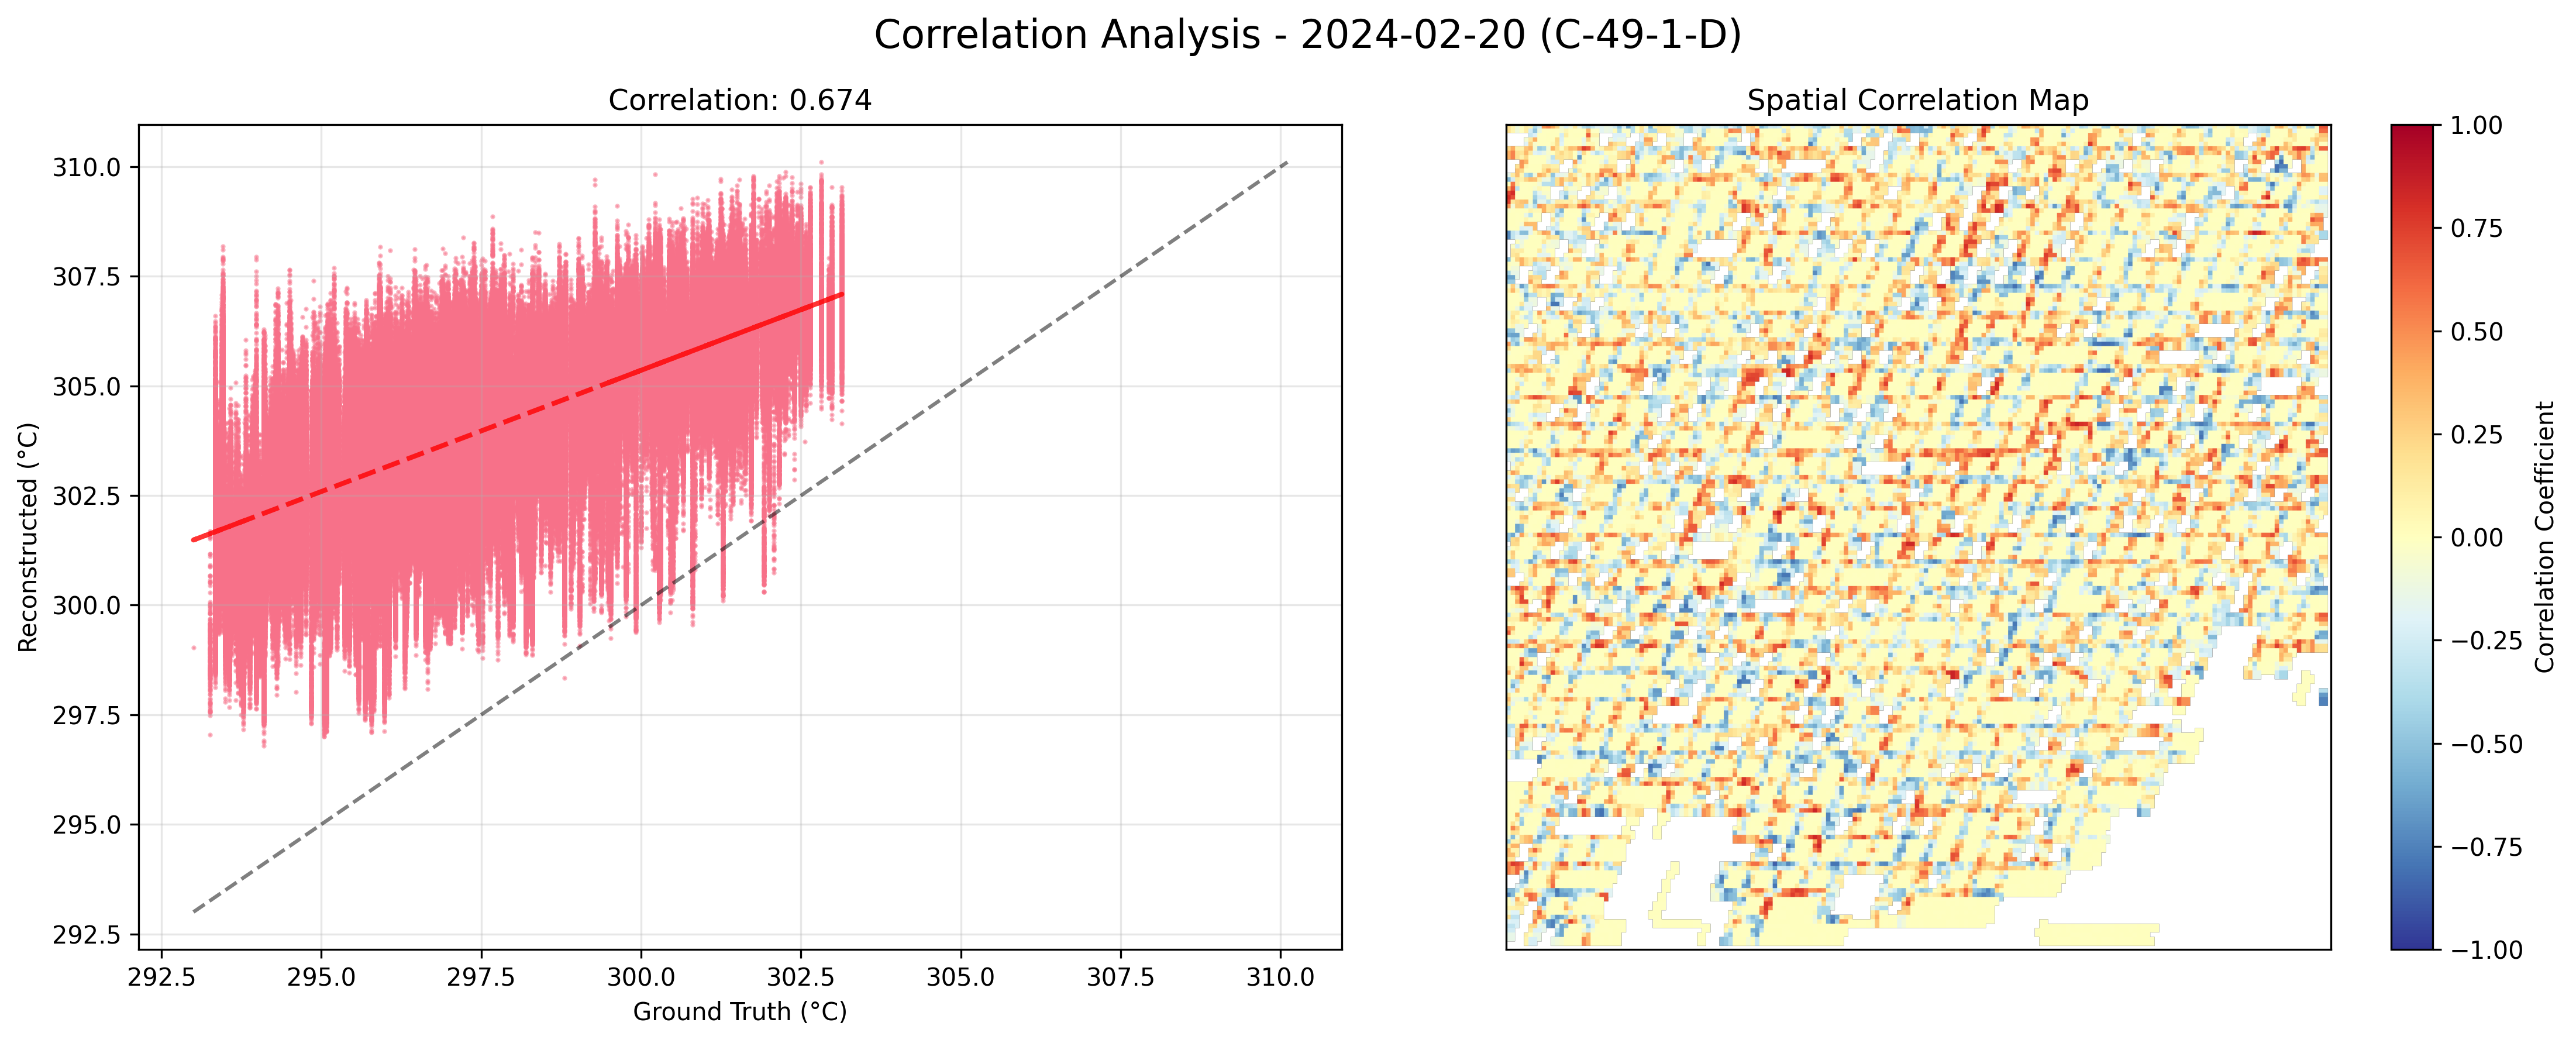 Correlation Analysis - 2024-02-20 (C-49-1-D)
Correlation: 0.674
310.0
307.5
305.0
302.5
300.0
297.5
295.0
292.5
Reconstructed (°C)
292.5 295.0 297.5 300.0 302.5 305.0 307.5 310.0
Ground Truth (°C)
Spatial Correlation Map
1.00
0.75
0.50
0.25
0.00
−0.25
−0.50
−0.75
−1.00
Correlation Coefficient